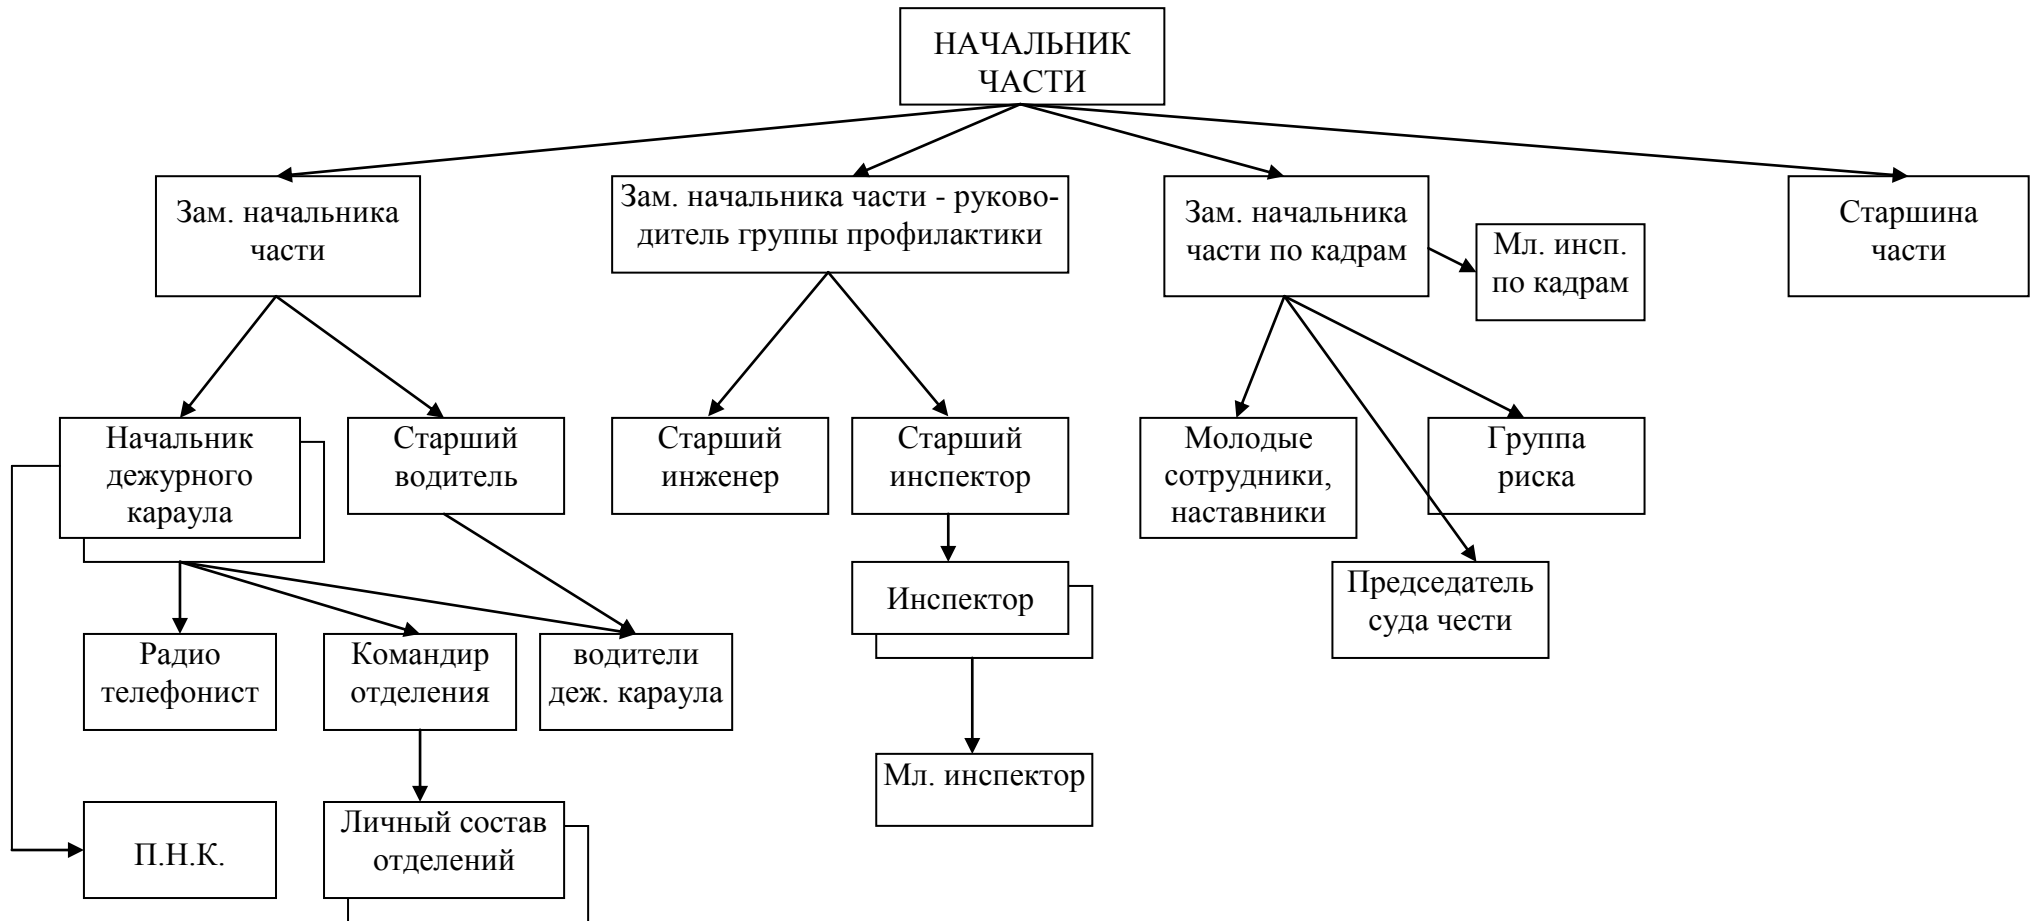 НАЧАЛЬНИК
ЧАСТИ
Зам. начальника
части
Зам. начальника части - руково-
дитель группы профилактики
Зам. начальника
части по кадрам
Мл. инсп.
по кадрам
Старшина
части
Начальник
дежурного
караула
Старший
водитель
Старший
инженер
Старший
инспектор
Молодые
сотрудники,
наставники
Группа
риска
Инспектор
Председатель
суда чести
Радио
телефонист
Командир
отделения
водители
деж. караула
Мл. инспектор
П.Н.К.
Личный состав
отделений